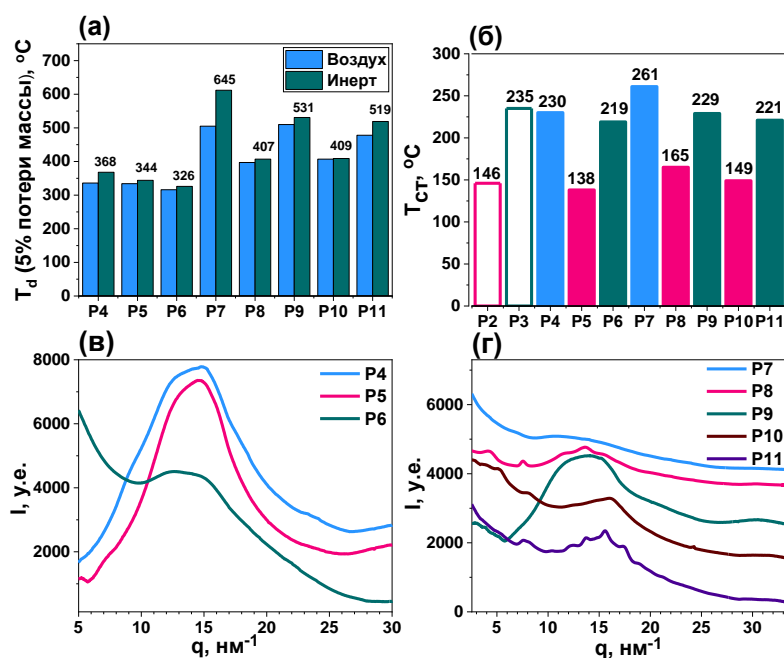 (а)
T_d (5% потери массы), °C
Воздух
Инерт
700
600
500
400
300
200
100
0
368
344
326
645
407
531
409
519
P4 P5 P6 P7 P8 P9 P10 P11
(б)
T_СТ, °C
300
250
200
150
100
50
0
146
235
230
138
219
261
165
229
149
221
P2 P3 P4 P5 P6 P7 P8 P9 P10 P11
(в)
I, у.е.
8000
6000
4000
2000
P4
P5
P6
5 10 15 20 25 30
q, нм⁻¹
(г)
I, у.е.
6000
4000
2000
0
P7
P8
P9
P10
P11
5 10 15 20 25 30
q, нм⁻¹